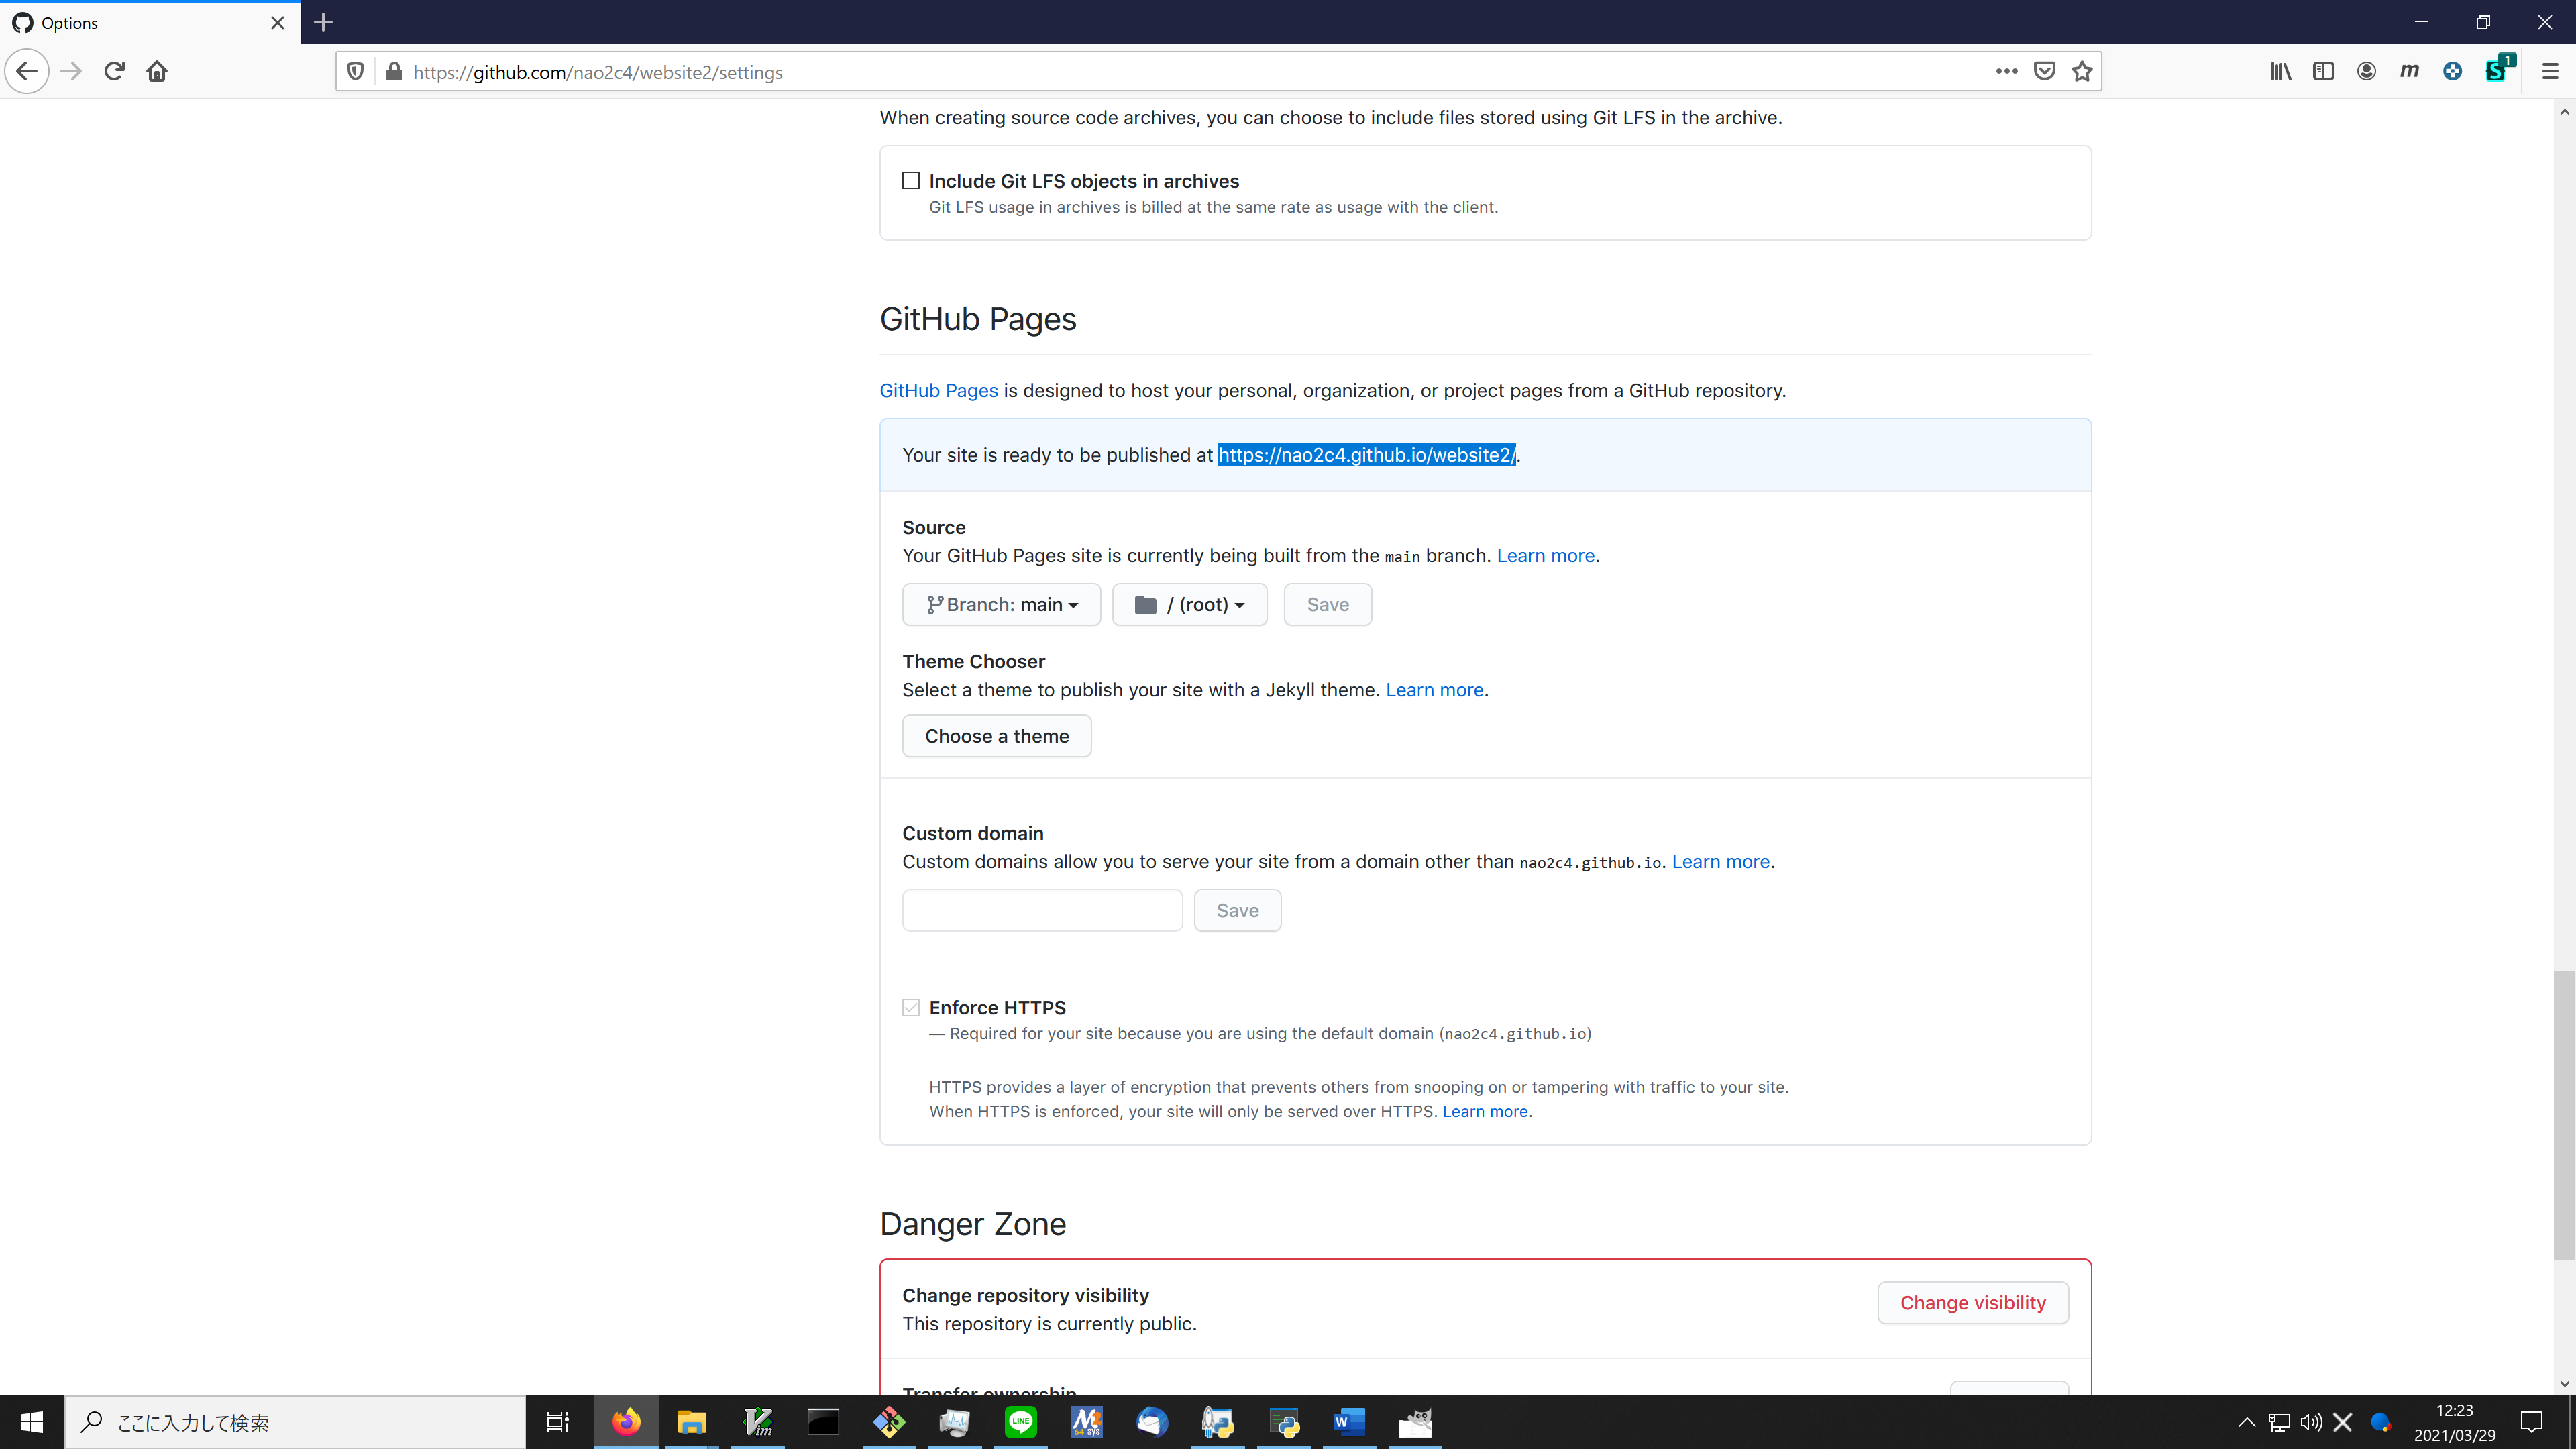 Options
https://github.com/nao2c4/website2/settings
1
When creating source code archives, you can choose to include files stored using Git LFS in the archive.
Include Git LFS objects in archives
Git LFS usage in archives is billed at the same rate as usage with the client.
GitHub Pages
GitHub Pages is designed to host your personal, organization, or project pages from a GitHub repository.
Your site is ready to be published at https://nao2c4.github.io/website2/.
Source
Your GitHub Pages site is currently being built from the main branch. Learn more.
Branch: main / (root) Save
Theme Chooser
Select a theme to publish your site with a Jekyll theme. Learn more.
Choose a theme
Custom domain
Custom domains allow you to serve your site from a domain other than nao2c4.github.io. Learn more.
Save
Enforce HTTPS
— Required for your site because you are using the default domain (nao2c4.github.io)
HTTPS provides a layer of encryption that prevents others from snooping on or tampering with traffic to your site.
When HTTPS is enforced, your site will only be served over HTTPS. Learn more.
Danger Zone
Change repository visibility
Change visibility
This repository is currently public.
Transfer ownership
ここに入力して検索
12:23
2021/03/29